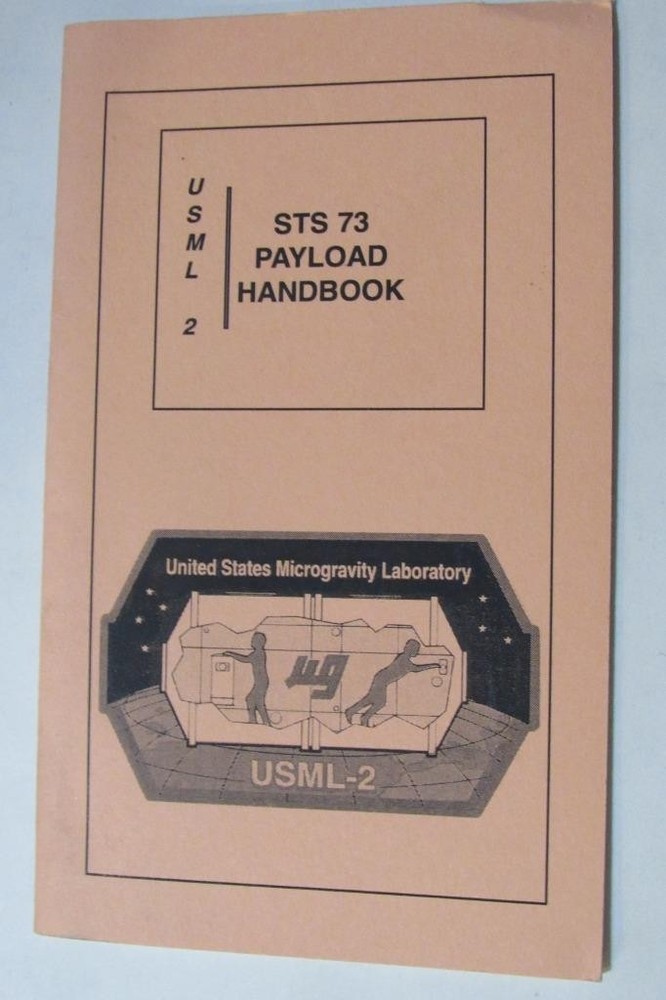 U
S
M
L
2
STS 73
PAYLOAD
HANDBOOK
United States Microgravity Laboratory
µg
USML-2